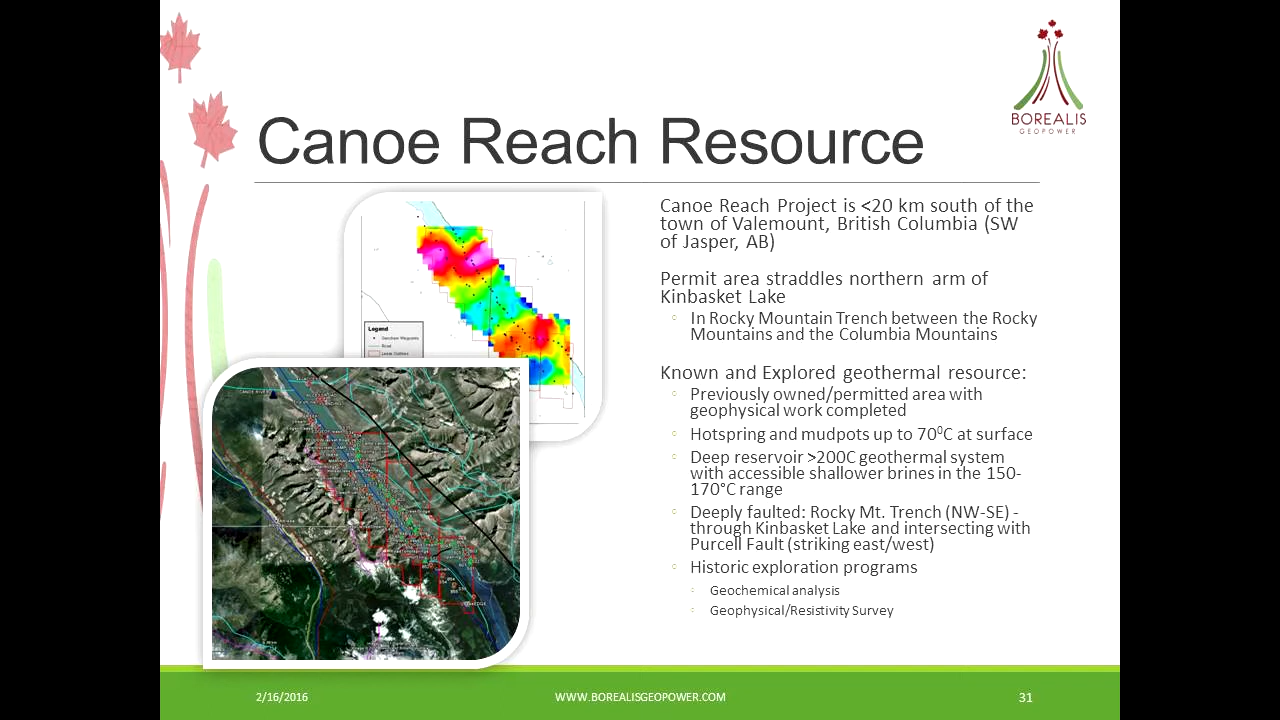 BOREALIS
GEOPOWER
Canoe Reach Resource
Canoe Reach Project is <20 km south of the
town of Valemount, British Columbia (SW
of Jasper, AB)
Permit area straddles northern arm of
Kinbasket Lake
◦ In Rocky Mountain Trench between the Rocky
Mountains and the Columbia Mountains
Known and Explored geothermal resource:
◦ Previously owned/permitted area with
geophysical work completed
◦ Hotspring and mudpots up to 70⁰C at surface
◦ Deep reservoir >200C geothermal system
with accessible shallower brines in the 150-
170°C range
◦ Deeply faulted: Rocky Mt. Trench (NW-SE) -
through Kinbasket Lake and intersecting with
Purcell Fault (striking east/west)
◦ Historic exploration programs
◦ Geochemical analysis
◦ Geophysical/Resistivity Survey
Legend
Road
2/16/2016
WWW.BOREALISGEOPOWER.COM
31